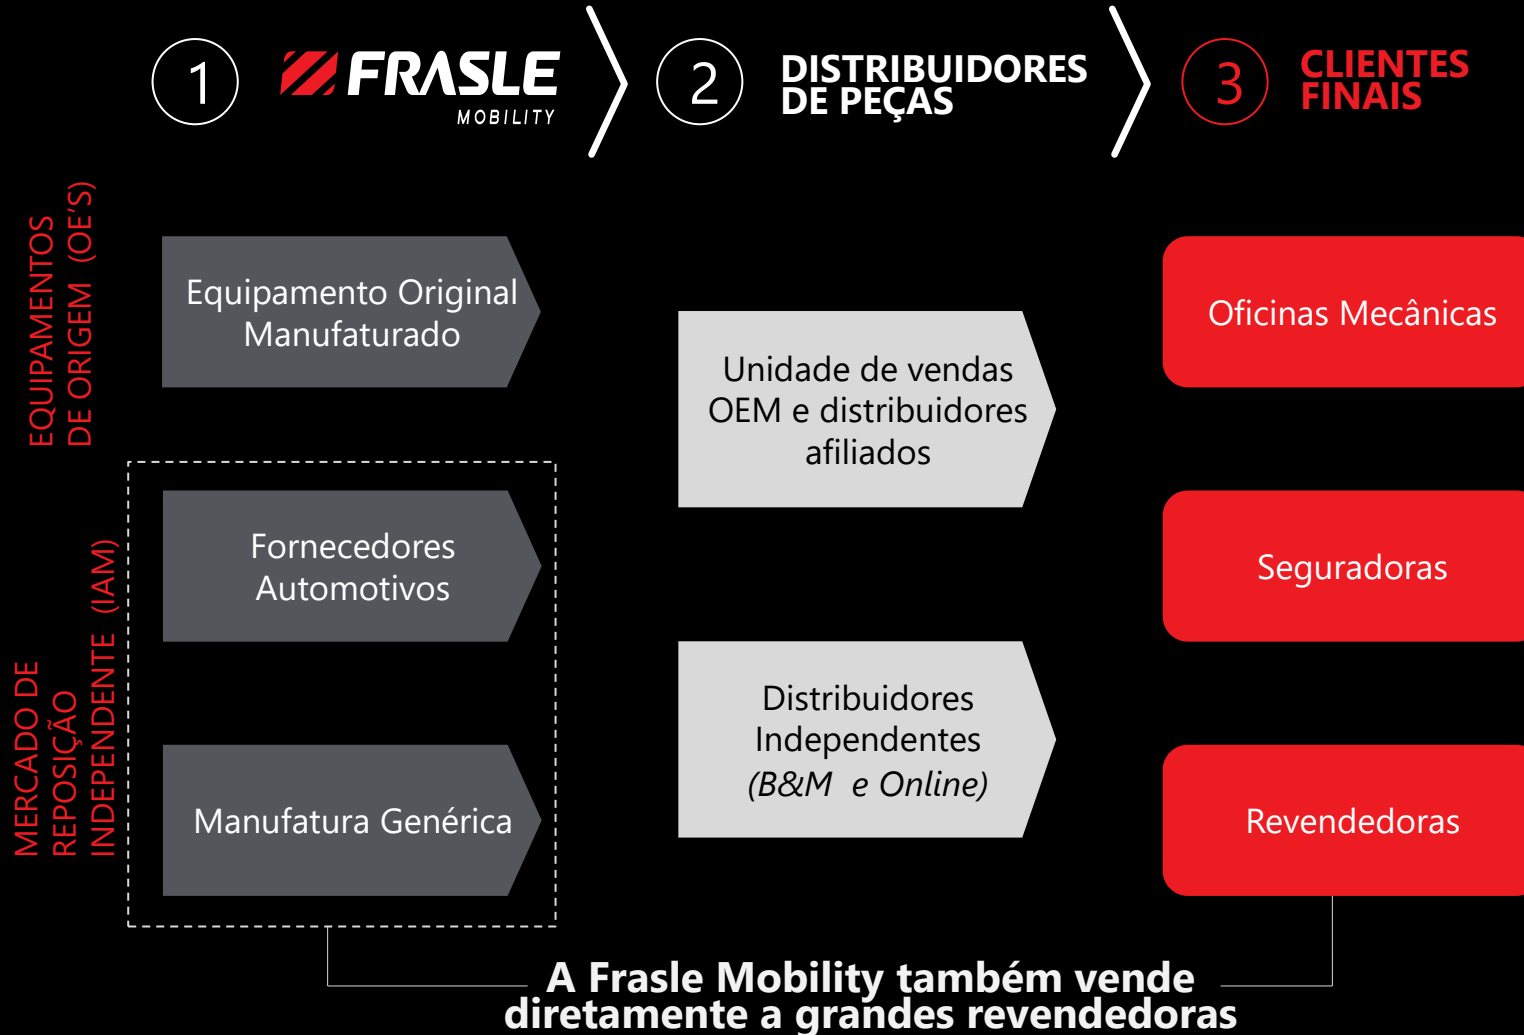 1
FRASLE
MOBILITY
2
DISTRIBUIDORES
DE PEÇAS
3
CLIENTES
FINAIS
EQUIPAMENTOS
DE ORIGEM (OE'S)
Equipamento Original
Manufaturado
Unidade de vendas
OEM e distribuidores
afiliados
Oficinas Mecânicas
MERCADO DE
REPOSIÇÃO
INDEPENDENTE (IAM)
Fornecedores
Automotivos
Seguradoras
Manufatura Genérica
Distribuidores
Independentes
(B&M e Online)
Revendedoras
A Frasle Mobility também vende
diretamente a grandes revendedoras